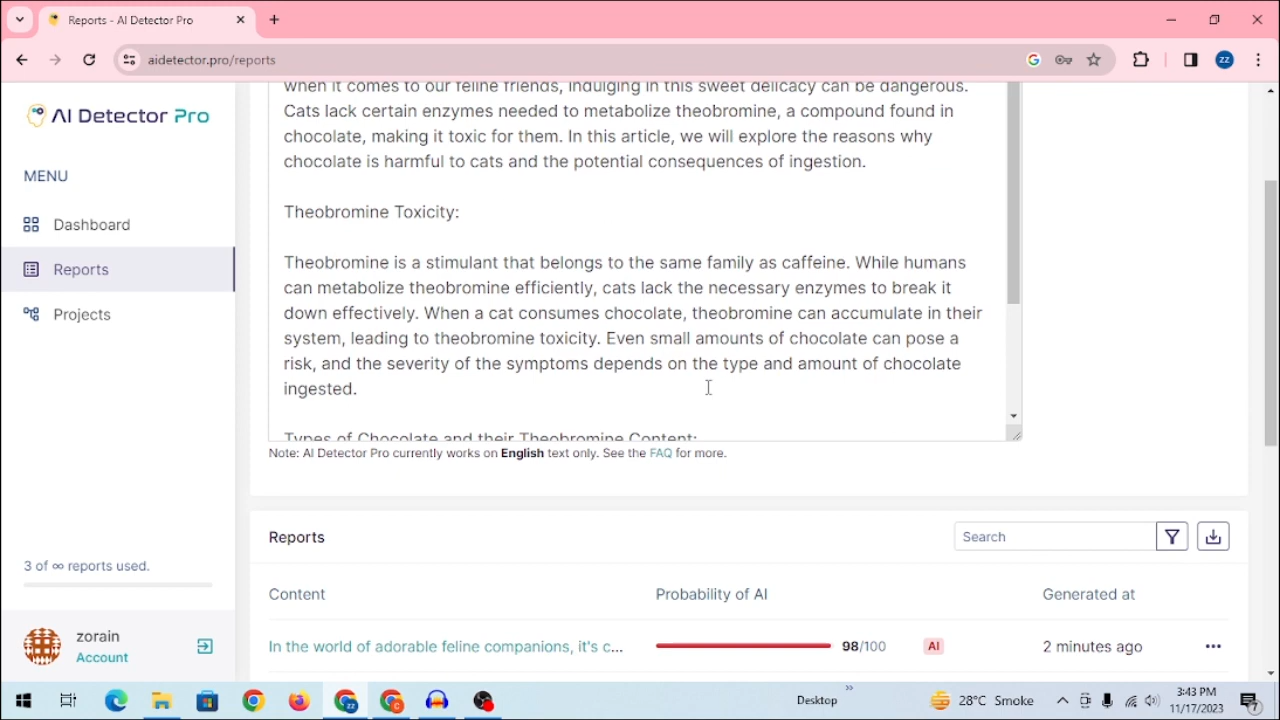 Reports - AI Detector Pro
aidetector.pro/reports
ZZ
AI Detector Pro
MENU
Dashboard
Reports
Projects
3 of ∞ reports used.
zorain
Account
when it comes to our feline friends, indulging in this sweet delicacy can be dangerous.
Cats lack certain enzymes needed to metabolize theobromine, a compound found in
chocolate, making it toxic for them. In this article, we will explore the reasons why
chocolate is harmful to cats and the potential consequences of ingestion.
Theobromine Toxicity:
Theobromine is a stimulant that belongs to the same family as caffeine. While humans
can metabolize theobromine efficiently, cats lack the necessary enzymes to break it
down effectively. When a cat consumes chocolate, theobromine can accumulate in their
system, leading to theobromine toxicity. Even small amounts of chocolate can pose a
risk, and the severity of the symptoms depends on the type and amount of chocolate
ingested.
Types of Chocolate and their Theobromine Content:
Note: AI Detector Pro currently works on English text only. See the FAQ for more.
Reports
Search
Content Probability of AI Generated at
In the world of adorable feline companions, it's c... 98/100 AI 2 minutes ago
Desktop
28°C Smoke
3:43 PM
11/17/2023
7